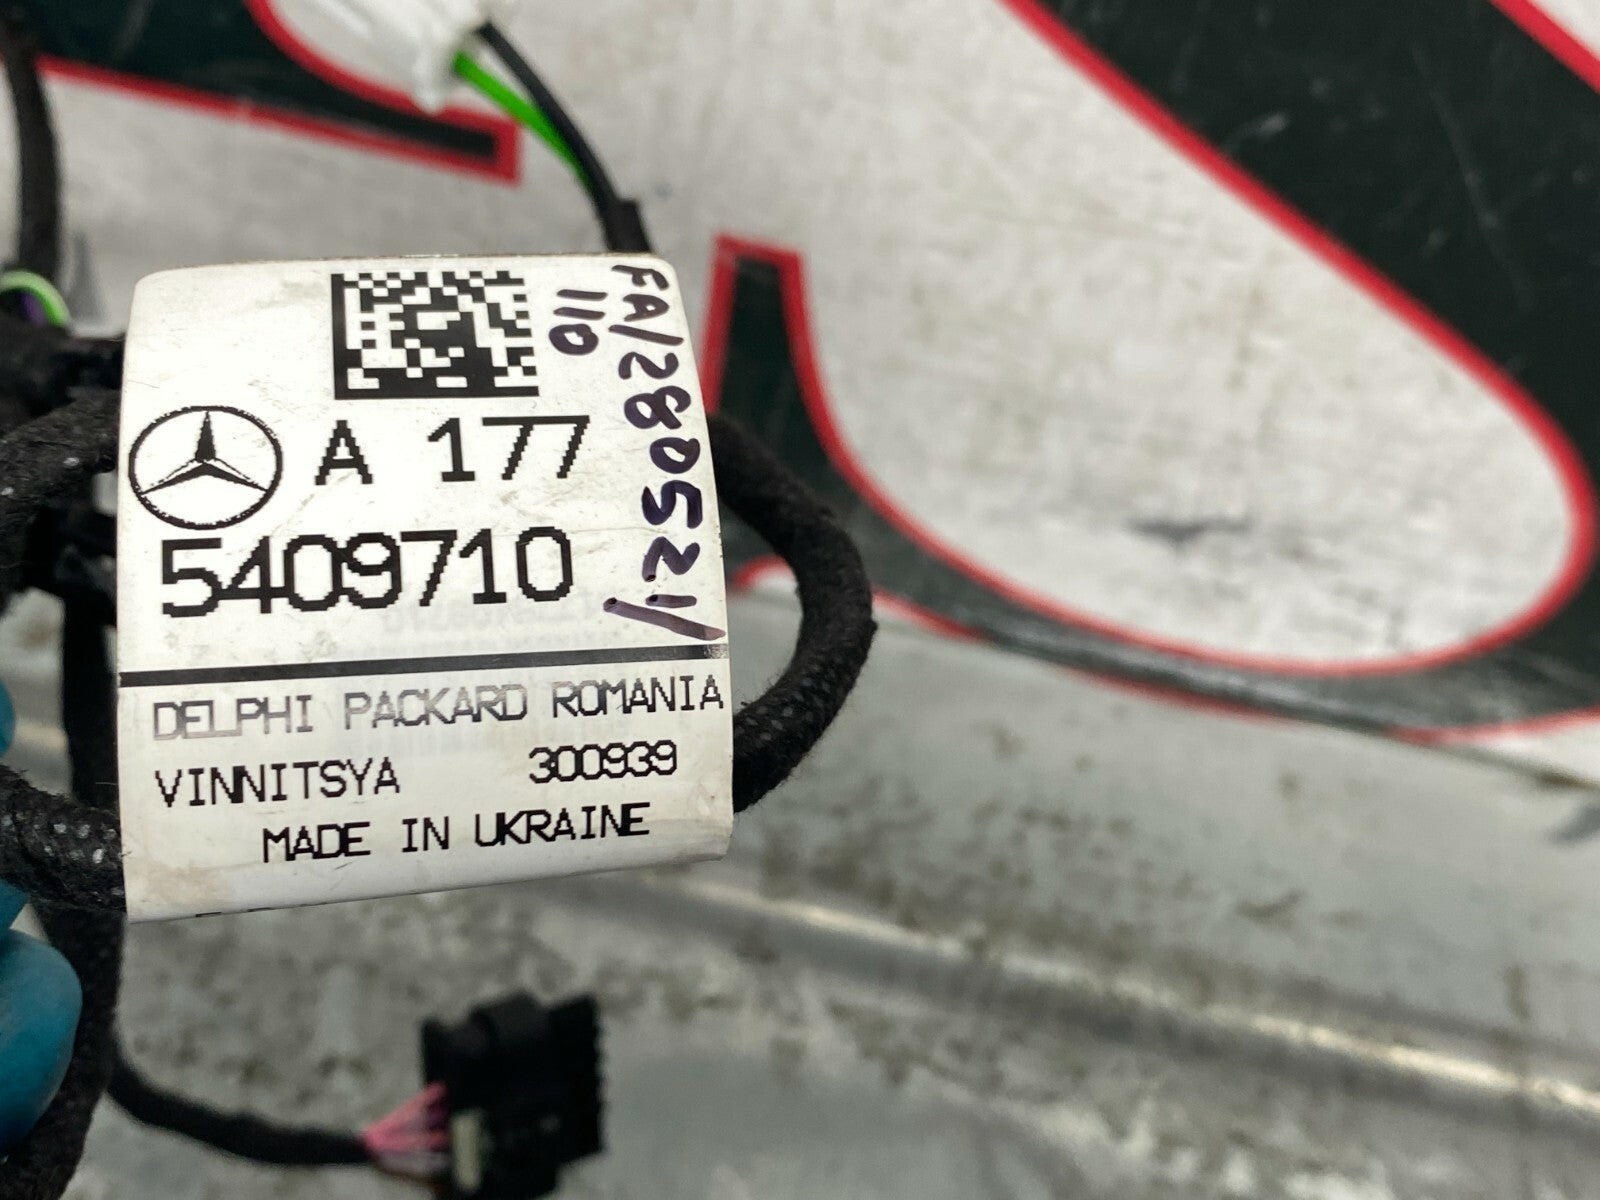 A 177
5409710
DELPHI PACKARD ROMANIA
VINNITSYA 300939
MADE IN UKRAINE
FA/280521/
110